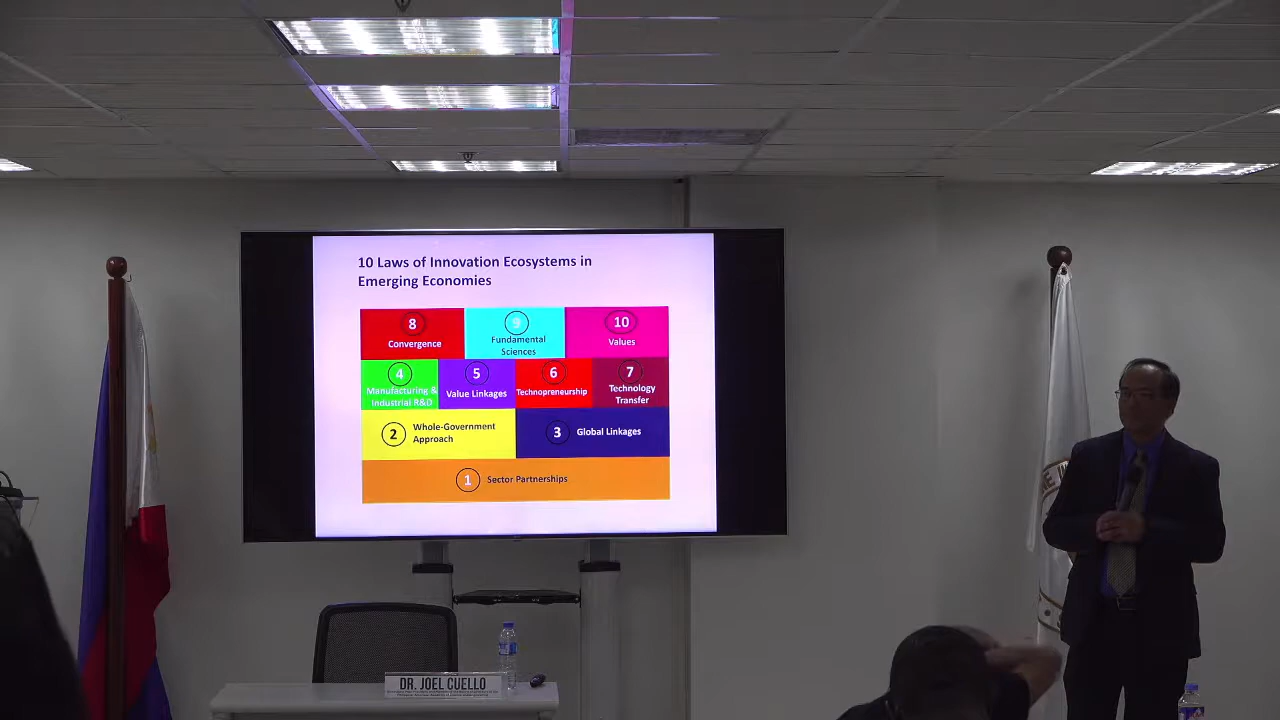 10 Laws of Innovation Ecosystems in
Emerging Economies
8
Convergence
9
Fundamental
Sciences
10
Values
4
Manufacturing &
Industrial R&D
5
Value Linkages
6
Technopreneurship
7
Technology
Transfer
2
Whole-Government
Approach
3
Global Linkages
1
Sector Partnerships
DR. JOEL CUELLO